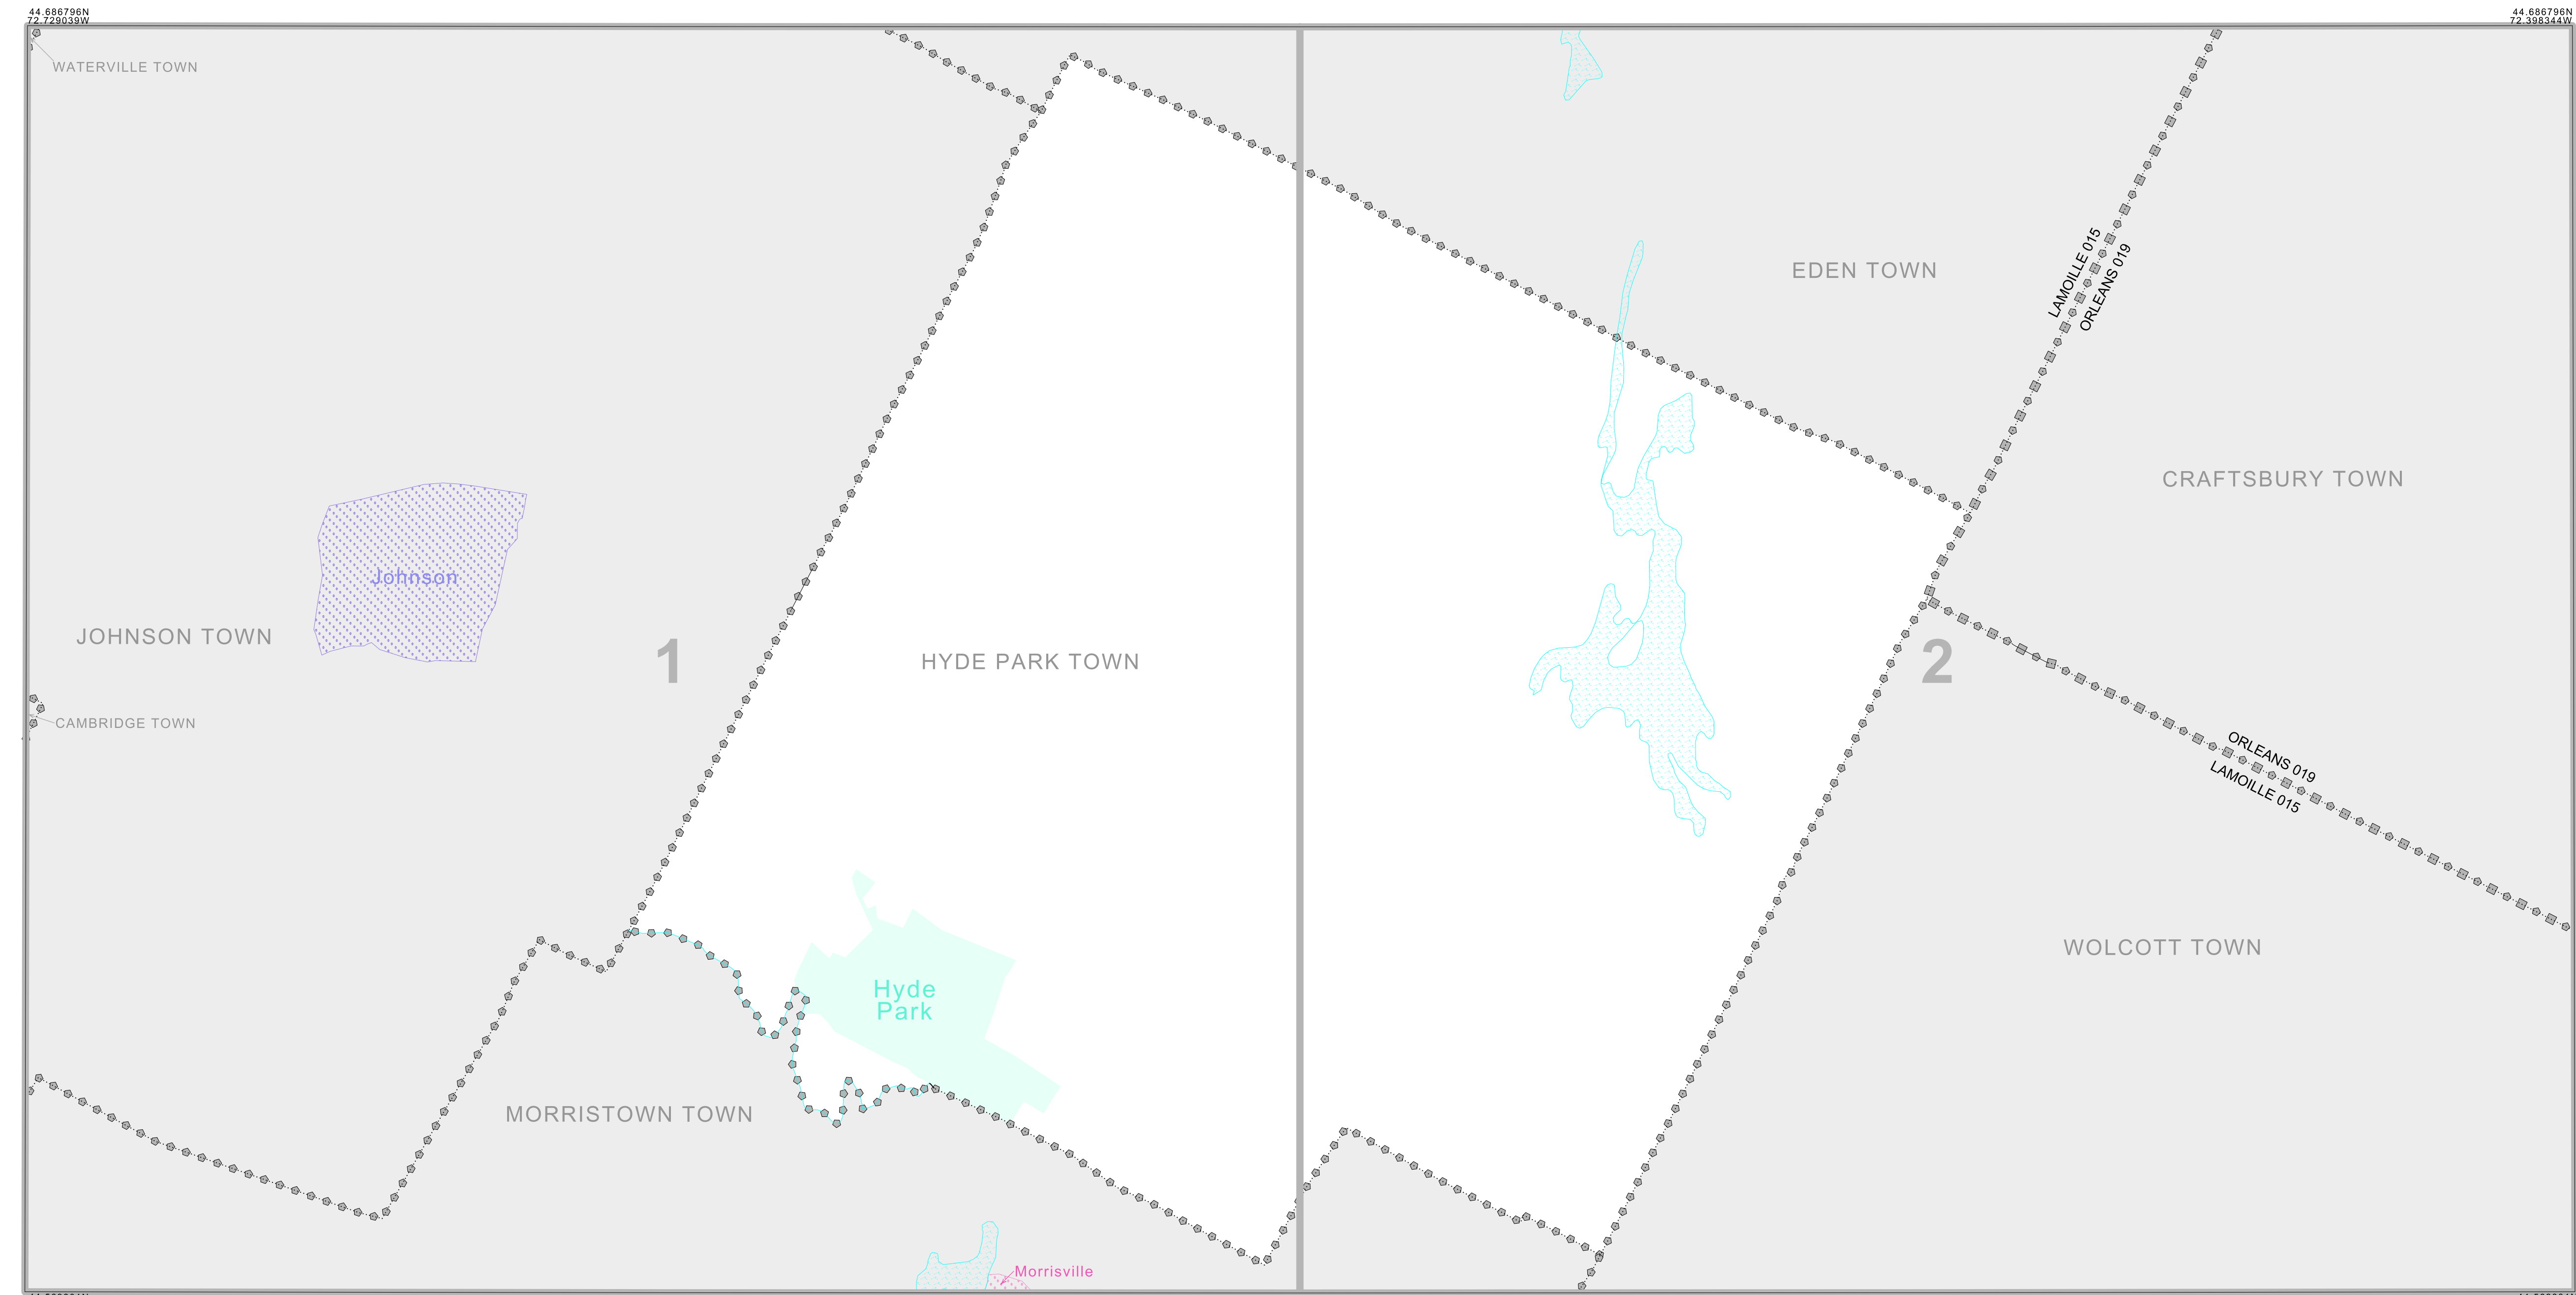 44.686796N
72.729039W
44.686796N
72.398344W
WATERVILLE TOWN
EDEN TOWN
LAMOILLE 015
ORLEANS 019
CRAFTSBURY TOWN
Johnson
JOHNSON TOWN
1
HYDE PARK TOWN
2
CAMBRIDGE TOWN
ORLEANS 019
LAMOILLE 015
WOLCOTT TOWN
Hyde
Park
MORRISTOWN TOWN
Morrisville